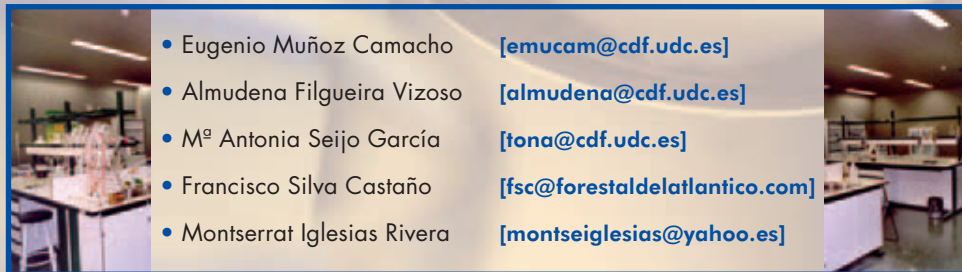 • Eugenio Muñoz Camacho [emucam@cdf.udc.es]
• Almudena Filgueira Vizoso [almudena@cdf.udc.es]
• Mª Antonia Seijo García [tona@cdf.udc.es]
• Francisco Silva Castaño [fsc@forestaldelatlantico.com]
• Montserrat Iglesias Rivera [montseiglesias@yahoo.es]